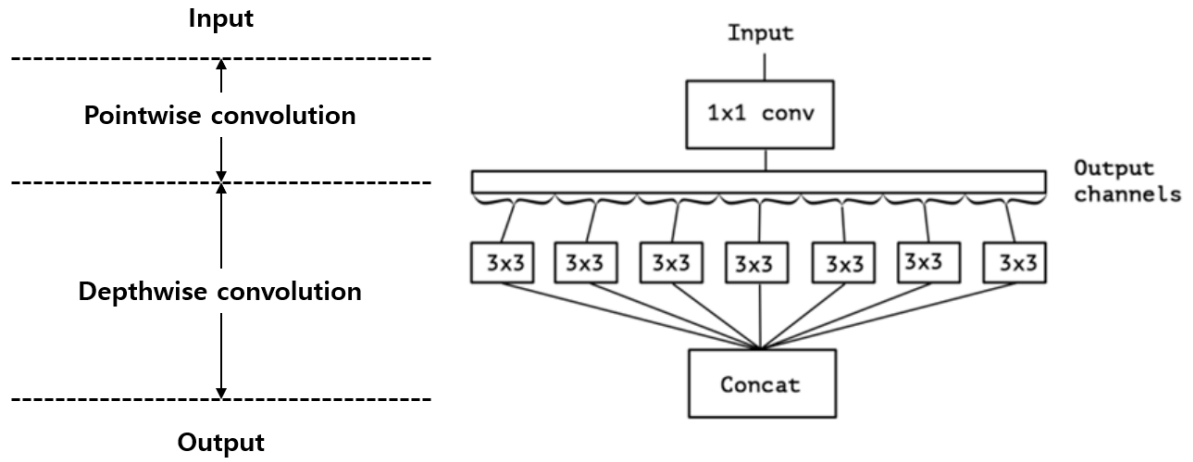 Input
Pointwise convolution
Depthwise convolution
Output
Input
1x1 conv
Output
channels
3x3 3x3 3x3 3x3 3x3 3x3 3x3
Concat